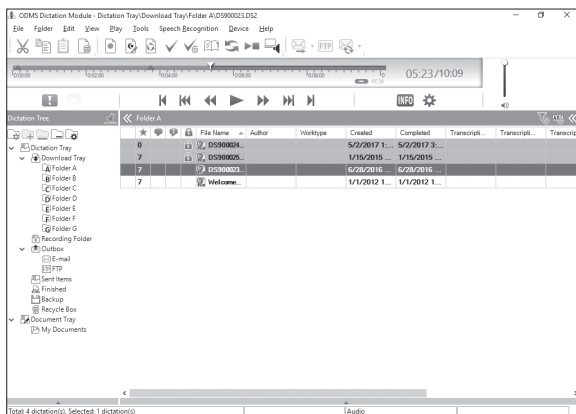 ODMS Dictation Module - Dictation Tray\Download Tray\Folder A\DS900023.DS2
File Folder Edit View Play Tools Speech Recognition Device Help
FTP
0:00:00 0:02:00 0:04:00 0:06:00 0:08:00 05:23/10:09
INFO
Dictation Tree Folder A
File Name Author Worktype Created Completed Transcripti... Transcripti... Transcrip
0 DS900024... 5/2/2017 1:... 5/2/2017 3:...
7 DS900025... 1/15/2015 ... 1/15/2015 ...
7 DS900023... 6/28/2016 ... 6/28/2016 ...
7 Welcome... 1/1/2012 1... 1/1/2012 1...
Dictation Tray
Download Tray
A Folder A
B Folder B
C Folder C
D Folder D
E Folder E
F Folder F
G Folder G
Recording Folder
Outbox
E-mail
FTP FTP
Sent Items
Finished
Backup
Recycle Box
Document Tray
My Documents
Total: 4 dictation(s), Selected: 1 dictation(s) Audio